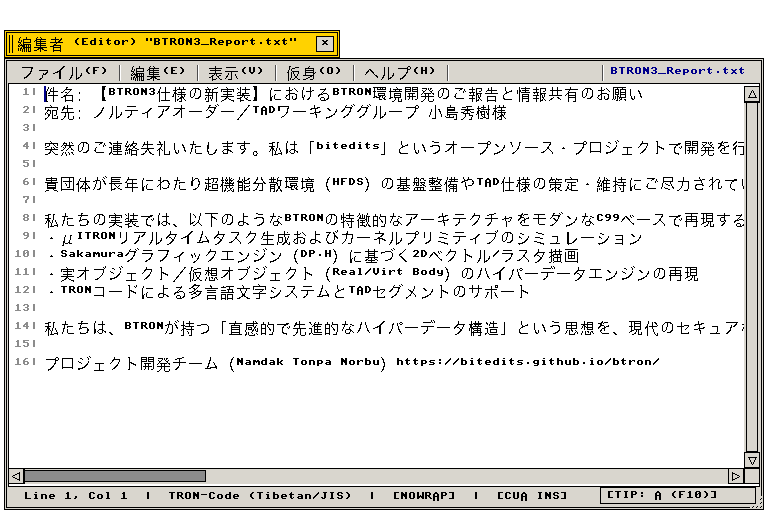 編集者 (Editor) "BTRON3_Report.txt"
ファイル(F) 編集(E) 表示(V) 仮身(O) ヘルプ(H) BTRON3_Report.txt
1 件名: 【BTRON3仕様の新実装】におけるBTRON環境開発のご報告と情報共有のお願い
2 宛先: ノルティアオーダー／TADワーキンググループ 小島秀樹様
3
4 突然のご連絡失礼いたします。私は「bitedits」というオープンソース・プロジェクトで開発を行
5
6 貴団体が長年にわたり超機能分散環境 (HFDS) の基盤整備やTAD仕様の策定・維持にご尽力されてい
7
8 私たちの実装では、以下のようなBTRONの特徴的なアーキテクチャをモダンなC99ベースで再現する
9 ・μITRONリアルタイムタスク生成およびカーネルプリミティブのシミュレーション
10 ・Sakamuraグラフィックエンジン (DP.H) に基づく2Dベクトル/ラスタ描画
11 ・実オブジェクト／仮想オブジェクト (Real/Virt Body) のハイパーデータエンジンの再現
12 ・TRONコードによる多言語文字システムとTADセグメントのサポート
13
14 私たちは、BTRONが持つ「直感的で先進的なハイパーデータ構造」という思想を、現代のセキュア
15
16 プロジェクト開発チーム (Namdak Tonpa Norbu) https://bitedits.github.io/btron/
Line 1, Col 1 | TRON-Code (Tibetan/JIS) | [NOWRAP] | [CUA INS] [TIP: A (F10)]